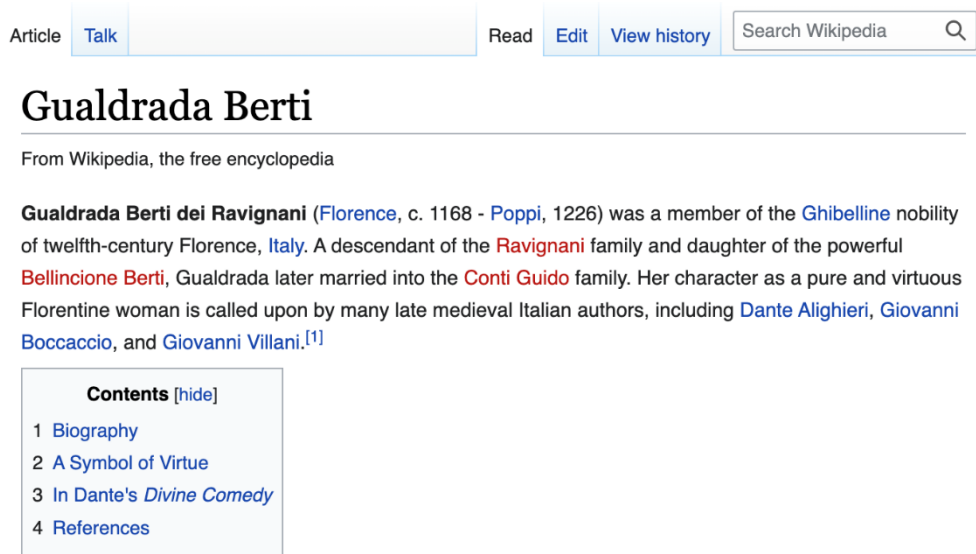 Article Talk Read Edit View history Search Wikipedia
Gualdrada Berti
From Wikipedia, the free encyclopedia
Gualdrada Berti dei Ravignani (Florence, c. 1168 - Poppi, 1226) was a member of the Ghibelline nobility
of twelfth-century Florence, Italy. A descendant of the Ravignani family and daughter of the powerful
Bellincione Berti, Gualdrada later married into the Conti Guido family. Her character as a pure and virtuous
Florentine woman is called upon by many late medieval Italian authors, including Dante Alighieri, Giovanni
Boccaccio, and Giovanni Villani.[1]
Contents [hide]
1 Biography
2 A Symbol of Virtue
3 In Dante's Divine Comedy
4 References